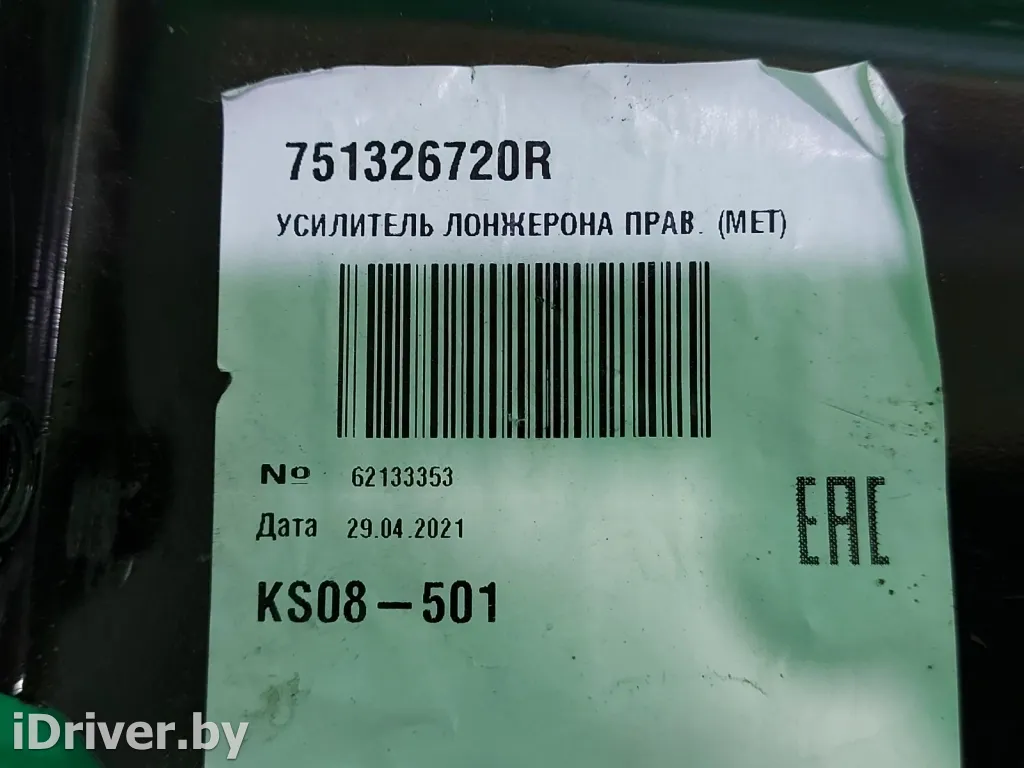 751326720R
УСИЛИТЕЛЬ ЛОНЖЕРОНА ПРАВ. (МЕТ)
№ 62133353
Дата 29.04.2021
EAC
KS08-501
iDriver.by